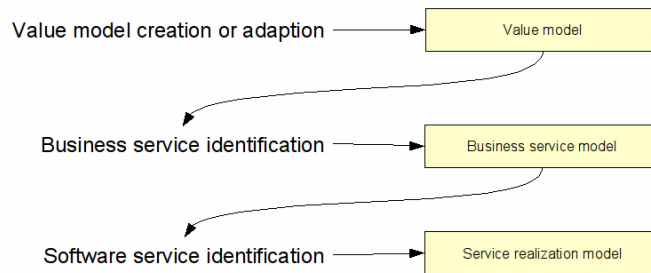 Value model creation or adaption
Value model
Business service identification
Business service model
Software service identification
Service realization model